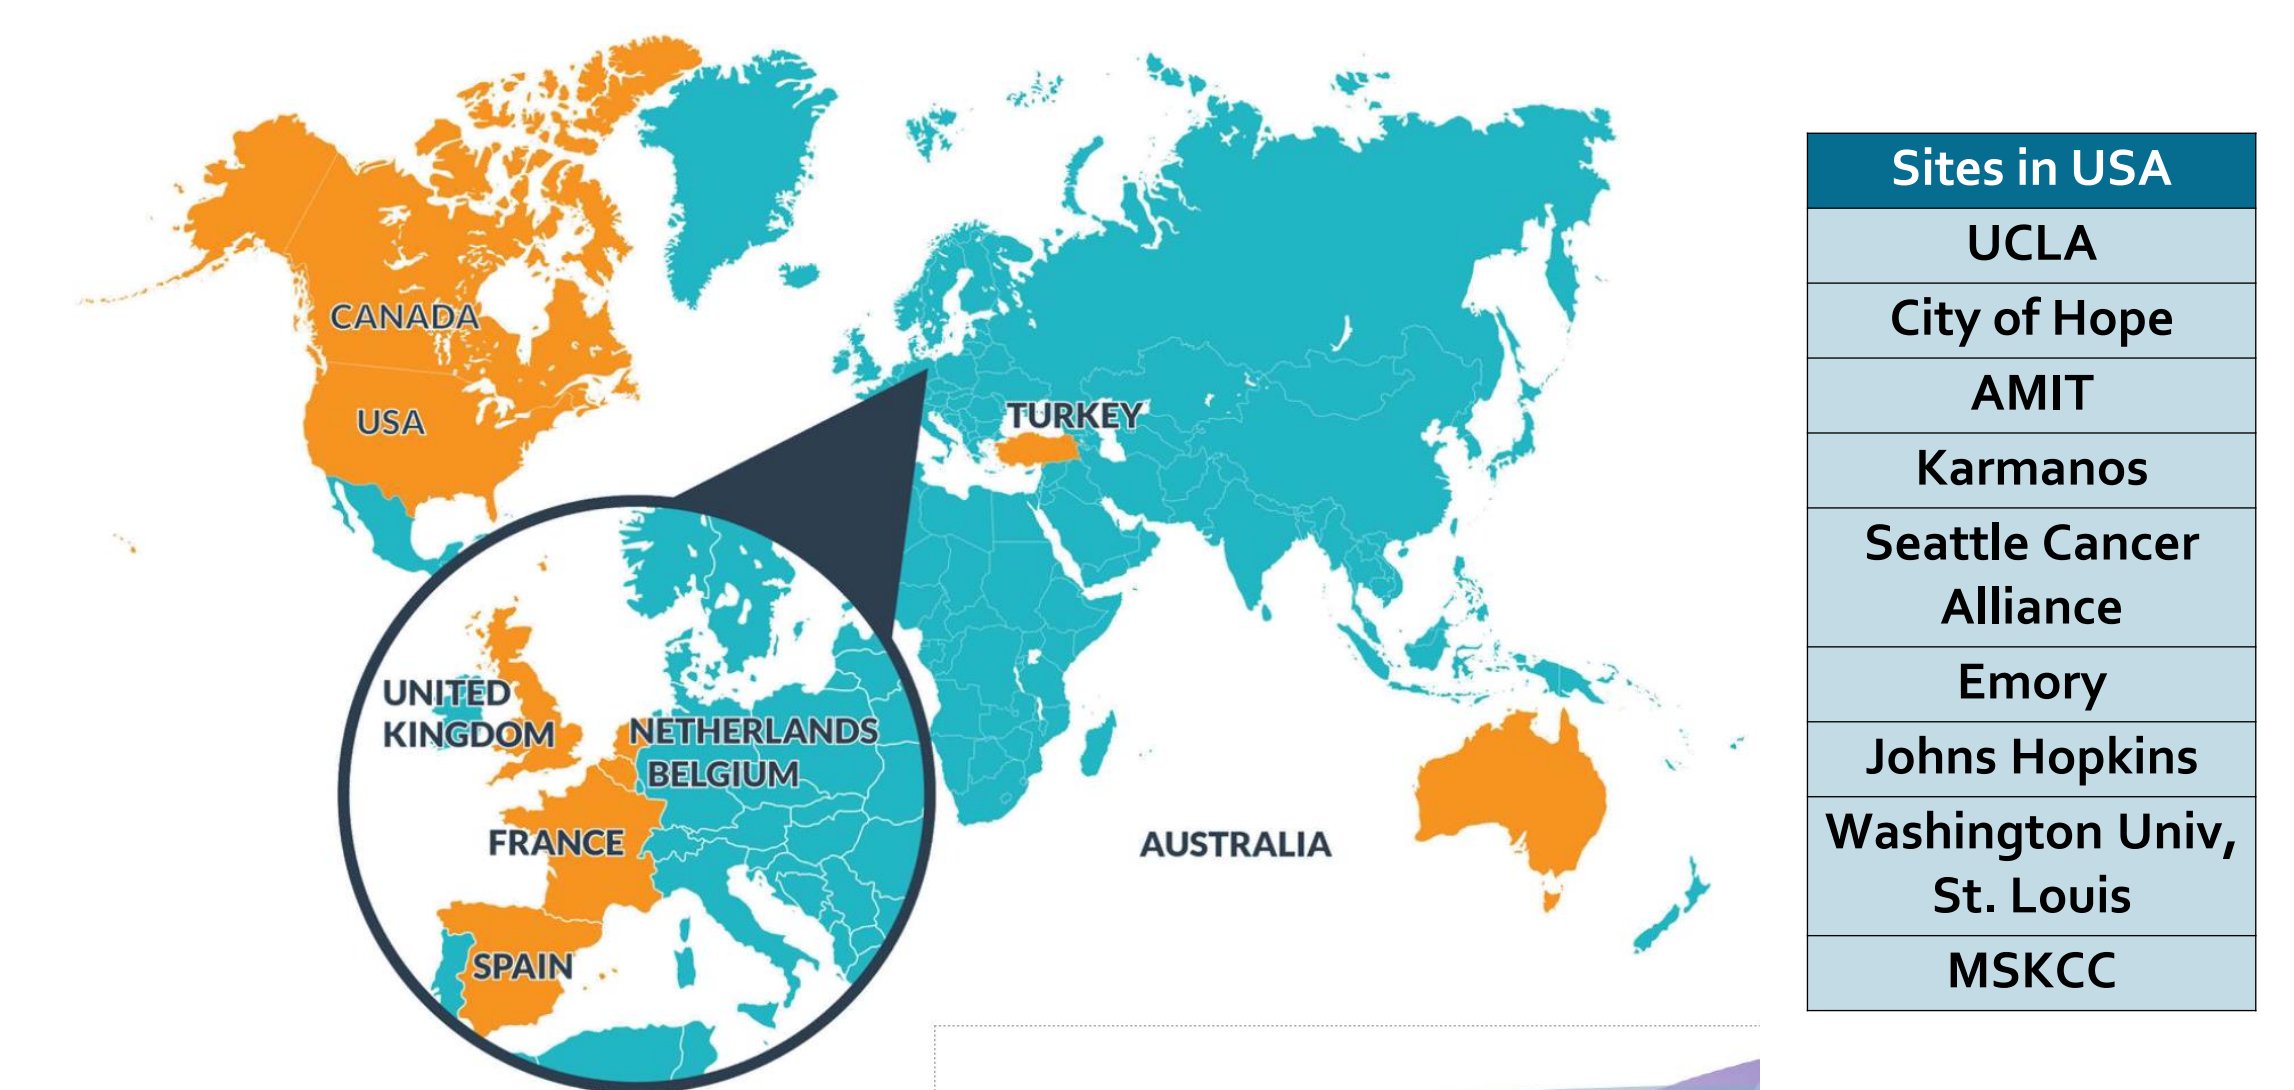 CANADA
USA
TURKEY
UNITED
KINGDOM
NETHERLANDS
BELGIUM
FRANCE
SPAIN
AUSTRALIA
Sites in USA
UCLA
City of Hope
AMIT
Karmanos
Seattle Cancer
Alliance
Emory
Johns Hopkins
Washington Univ,
St. Louis
MSKCC